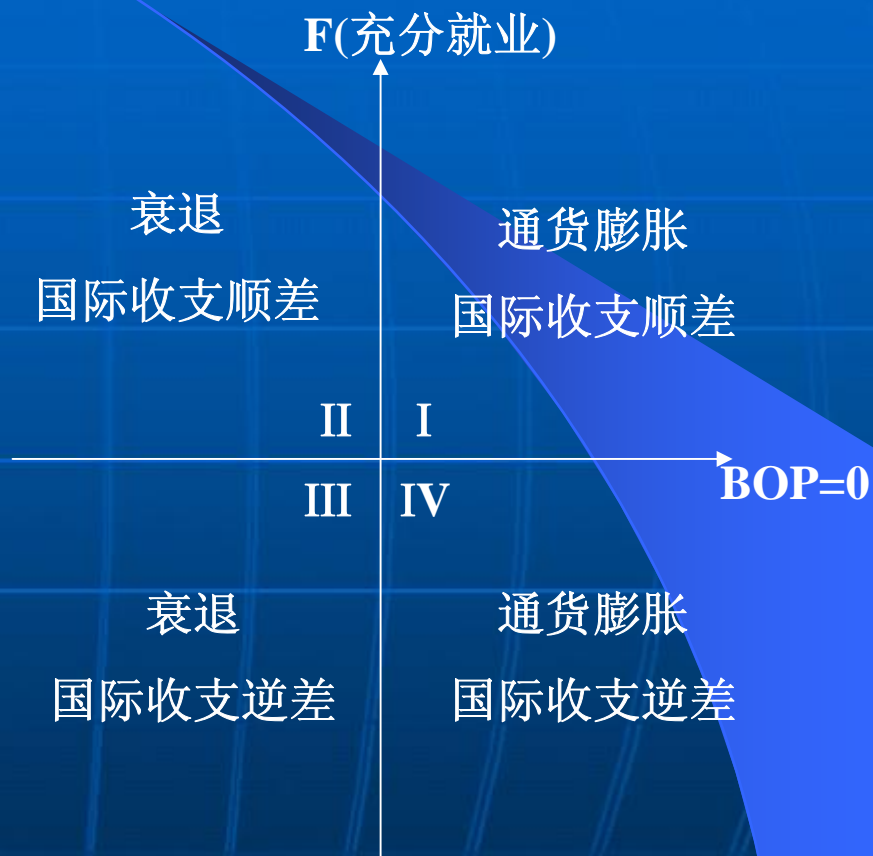 F(充分就业)
衰退
国际收支顺差
通货膨胀
国际收支顺差
II
I
BOP=0
III
IV
衰退
国际收支逆差
通货膨胀
国际收支逆差